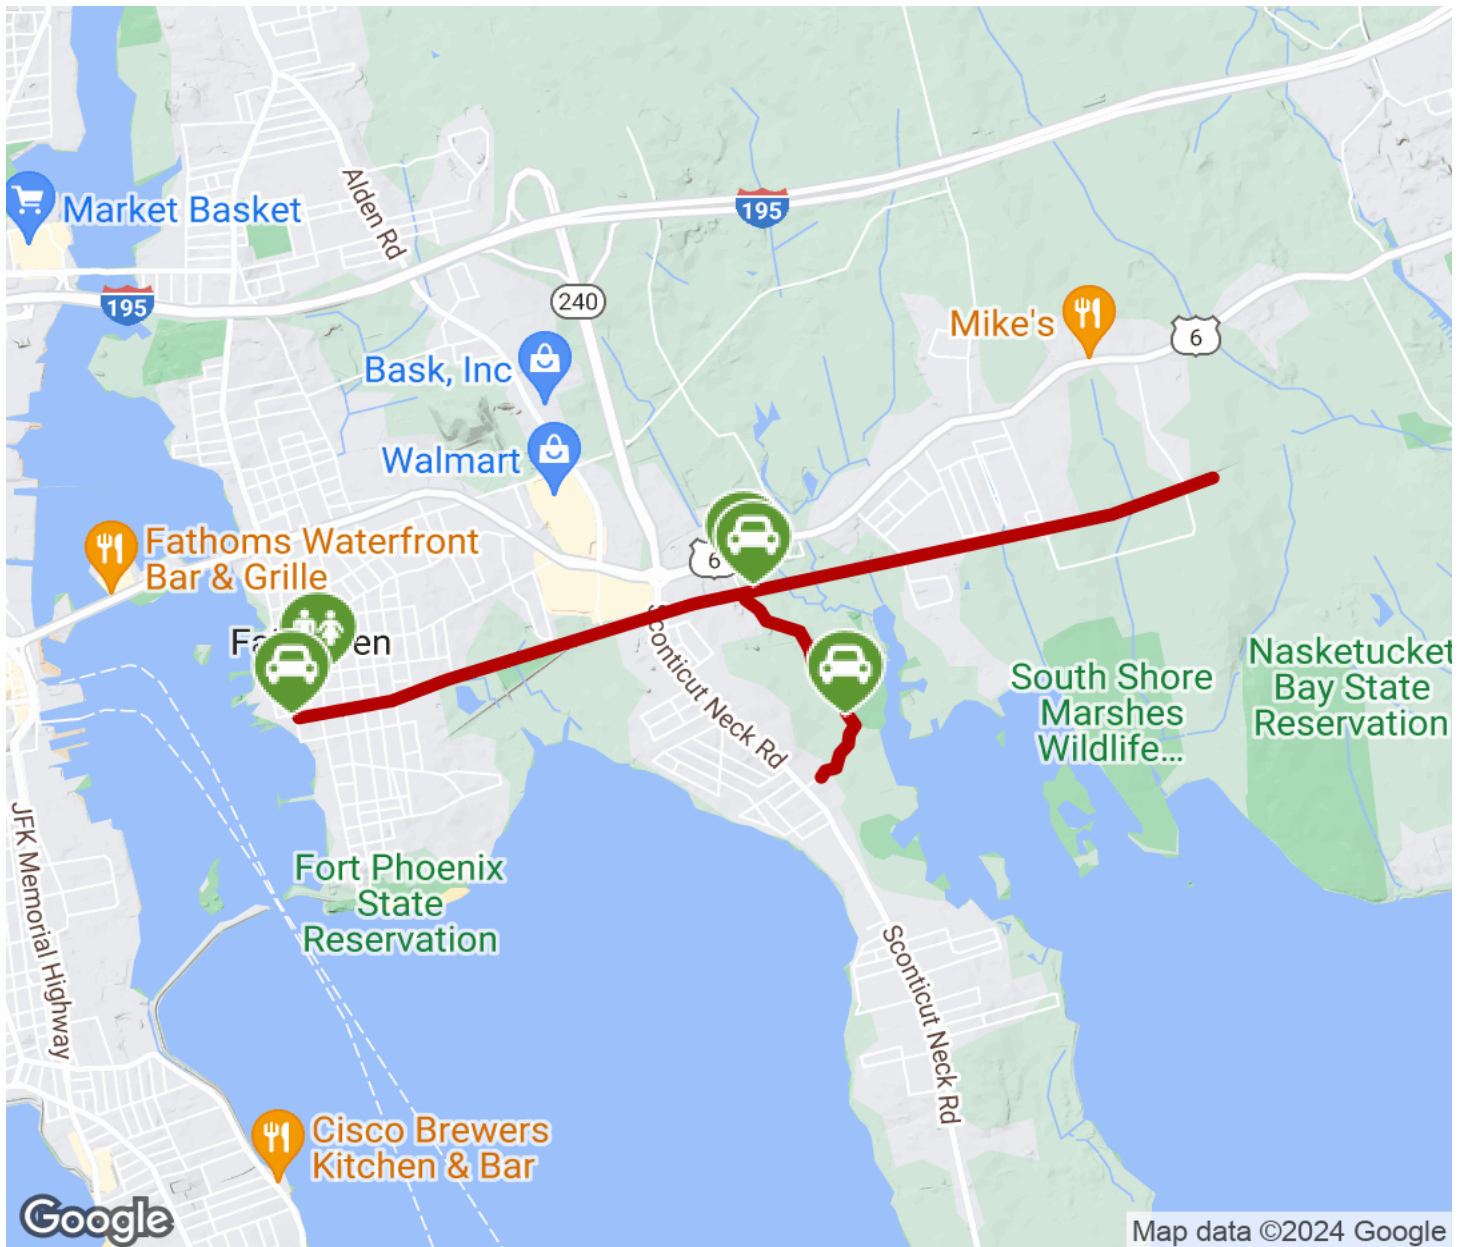 Alden Rd
Market Basket
195
195
240
Mike's
6
Bask, Inc
Walmart
Fathoms Waterfront
Bar & Grille
6
Sconticut Neck Rd
South Shore
Marshes
Wildlife...
Nasketucket
Bay State
Reservation
JFK Memorial Highway
Fort Phoenix
State
Reservation
Sconticut Neck Rd
Cisco Brewers
Kitchen & Bar
Google
Map data ©2024 Google